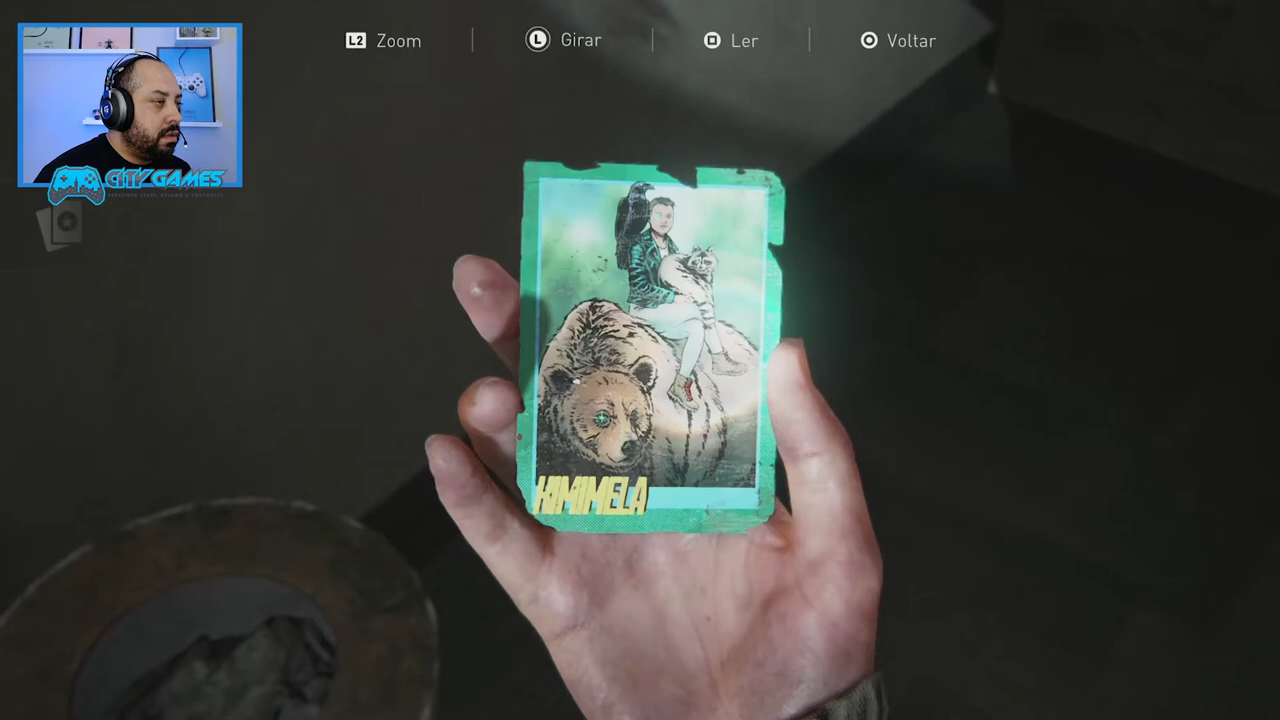 L2 Zoom
L Girar
Ler
Voltar
CITY GAMES
KIMIMELA